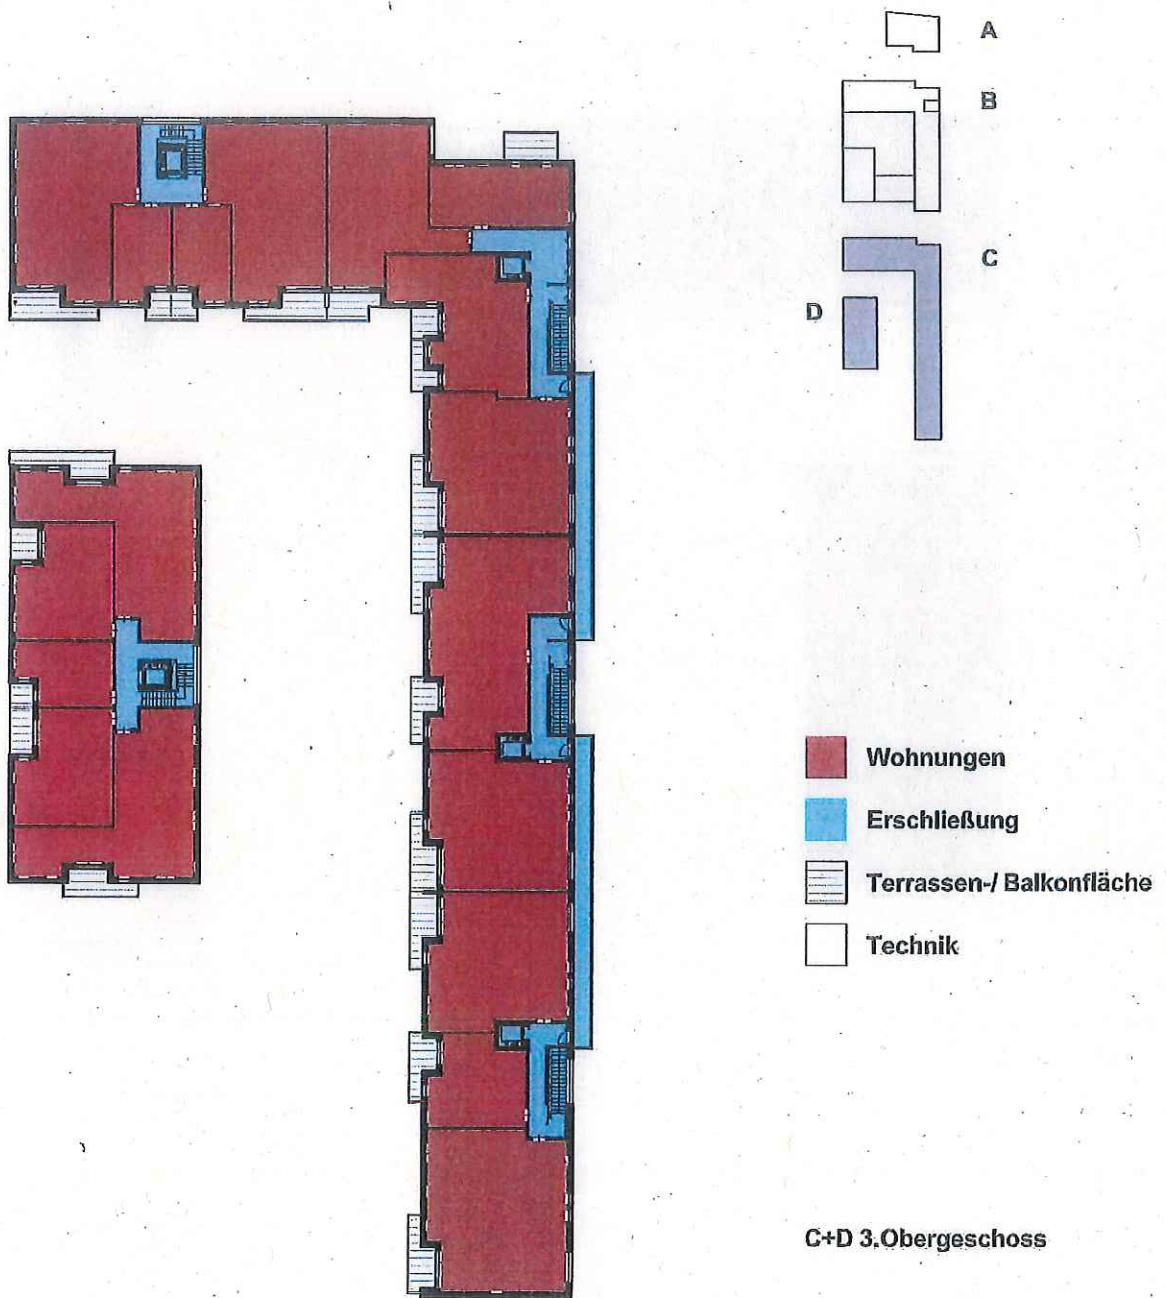 A
B
C
D
Wohnungen
Erschließung
Terrassen-/ Balkonfläche
Technik
C+D 3.Obergeschoss